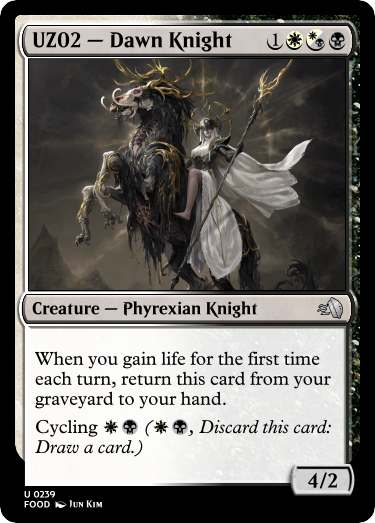 UZ02 — Dawn Knight 1
Creature — Phyrexian Knight
When you gain life for the first time
each turn, return this card from your
graveyard to your hand.
Cycling (, Discard this card:
Draw a card.)
4/2
U 0239
FOOD Jun Kim